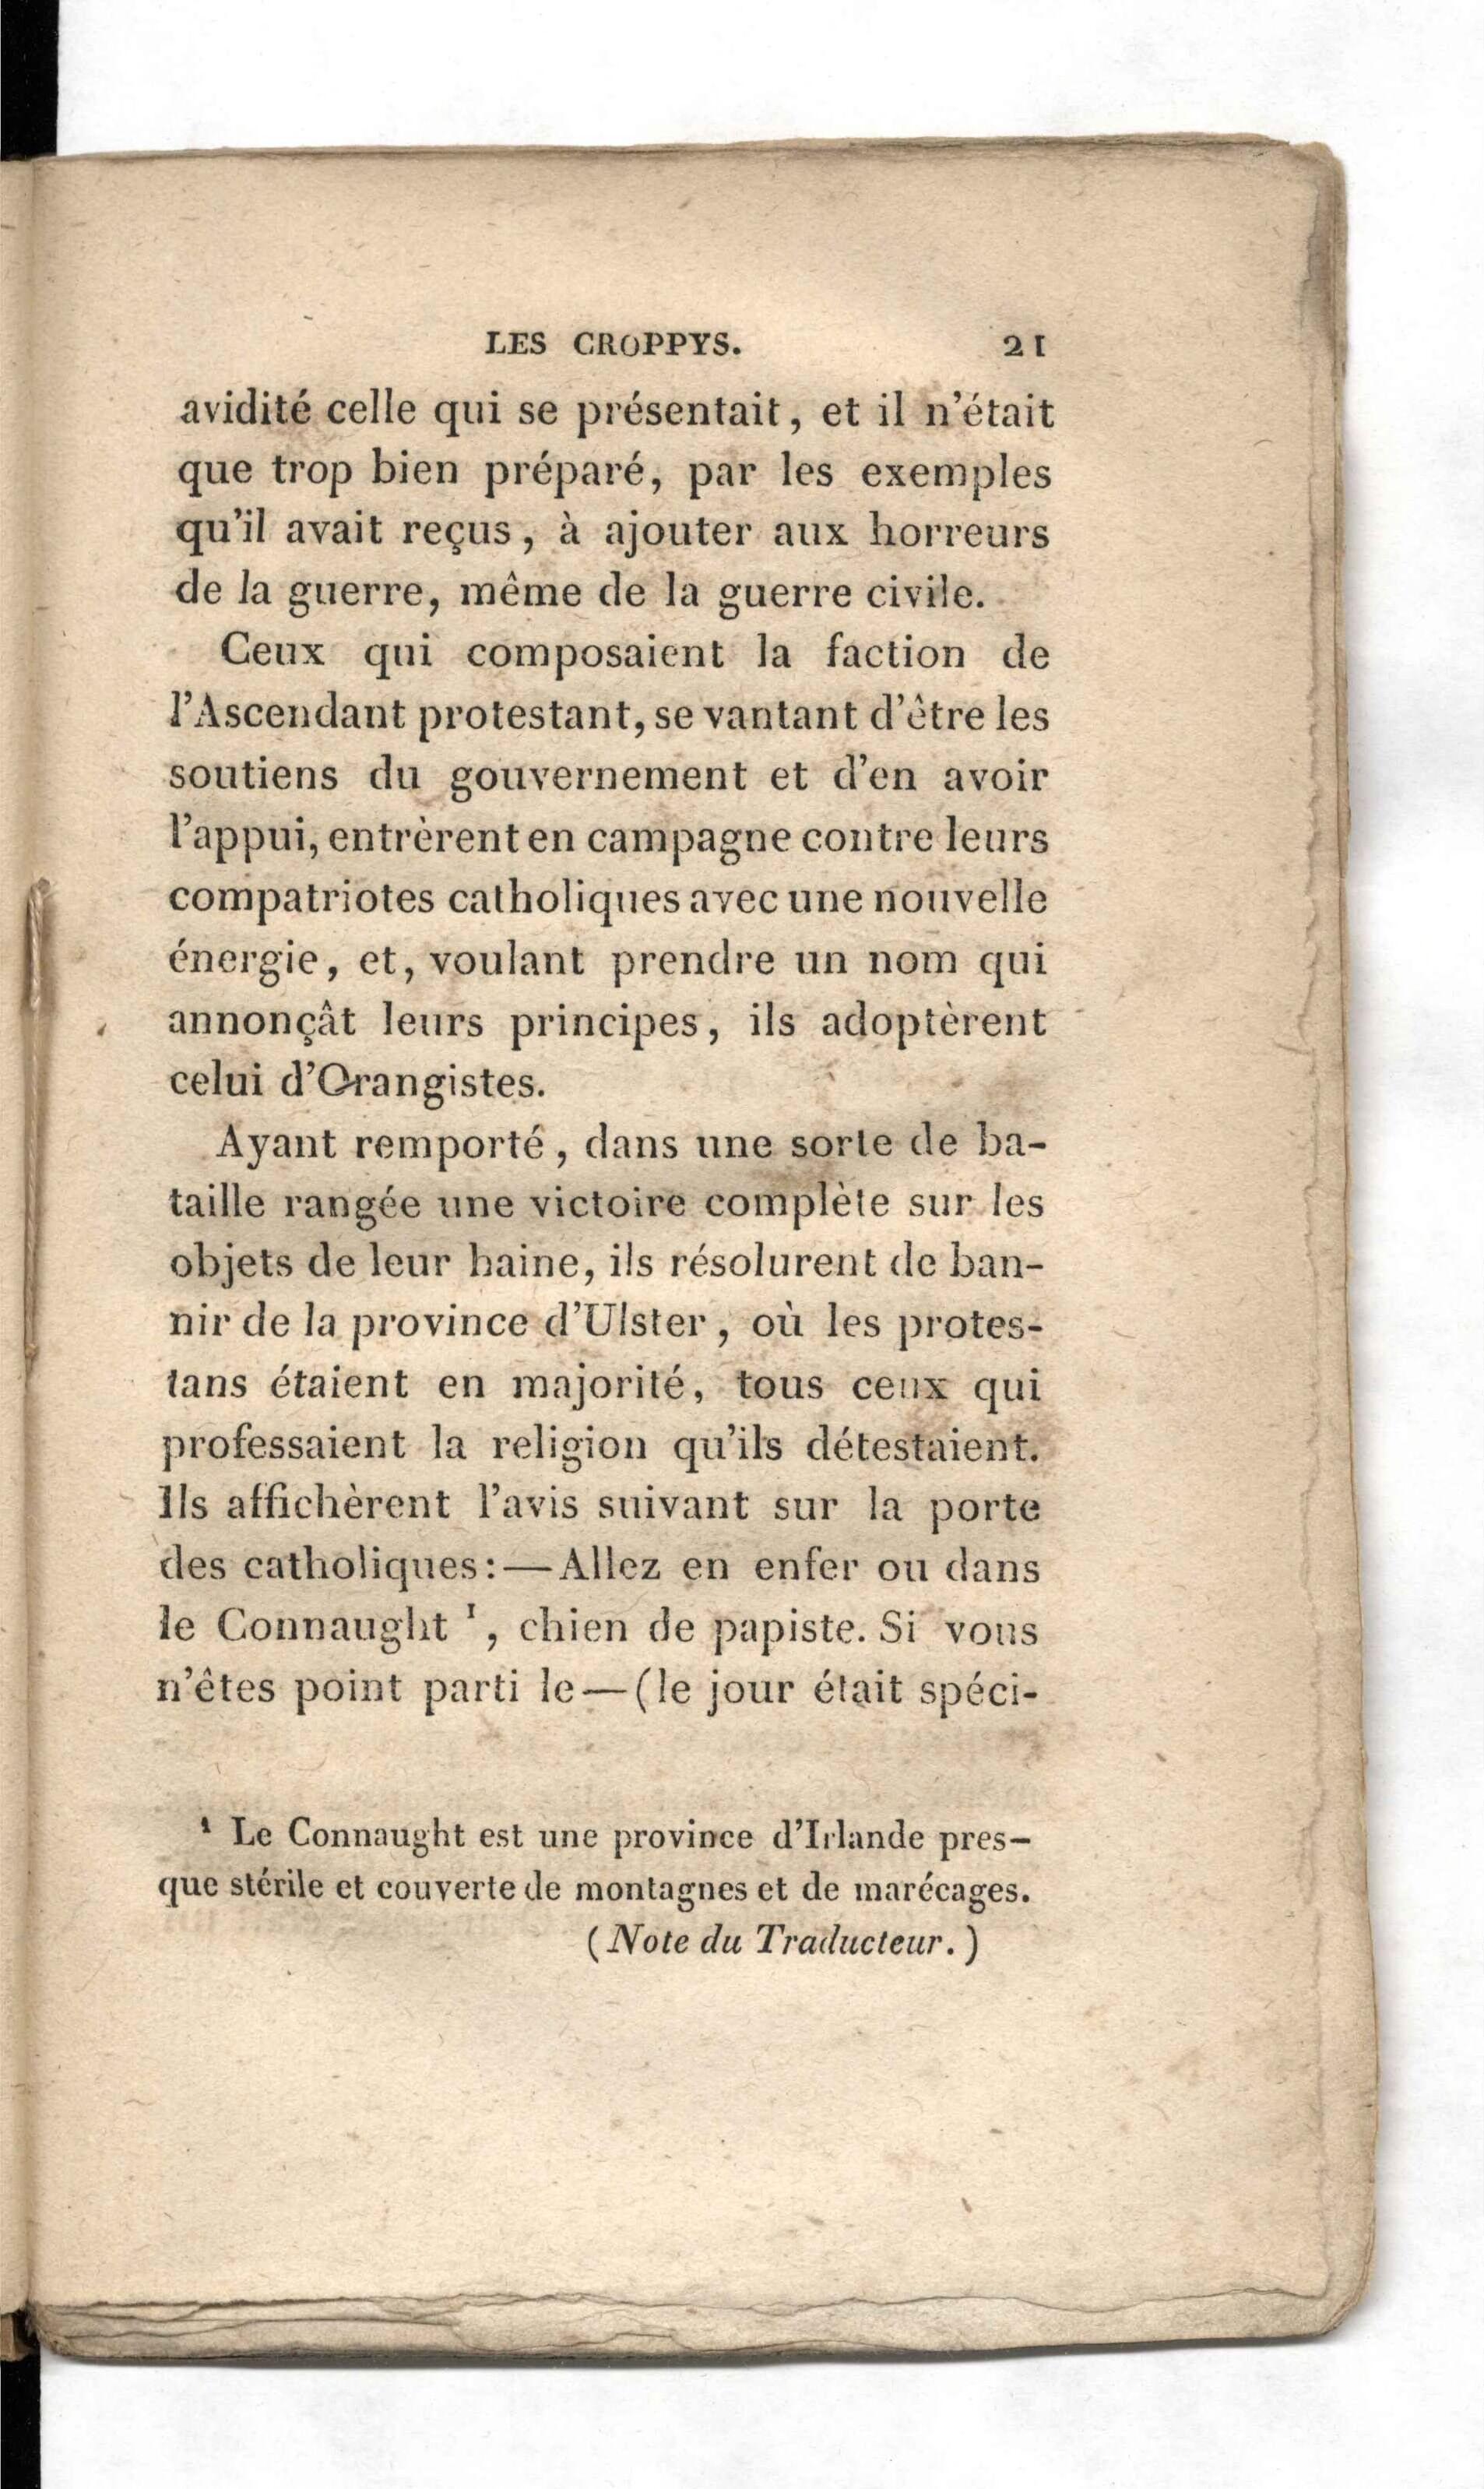 LES CROPPYS. 21
avidité celle qui se présentait, et il n'était
que trop bien préparé, par les exemples
qu'il avait reçus, à ajouter aux horreurs
de la guerre, même de la guerre civile.
Ceux qui composaient la faction de
l'Ascendant protestant, se vantant d'être les
soutiens du gouvernement et d'en avoir
l'appui, entrèrent en campagne contre leurs
compatriotes catholiques avec une nouvelle
énergie, et, voulant prendre un nom qui
annonçât leurs principes, ils adoptèrent
celui d'Orangistes.
Ayant remporté, dans une sorte de ba-
taille rangée une victoire complète sur les
objets de leur haine, ils résolurent de ban-
nir de la province d'Ulster, où les protes-
tans étaient en majorité, tous ceux qui
professaient la religion qu'ils détestaient.
Ils affichèrent l'avis suivant sur la porte
des catholiques:—Allez en enfer ou dans
le Connaught ¹, chien de papiste. Si vous
n'êtes point parti le—(le jour était spéci-
¹ Le Connaught est une province d'Irlande pres-
que stérile et couverte de montagnes et de marécages.
(Note du Traducteur.)